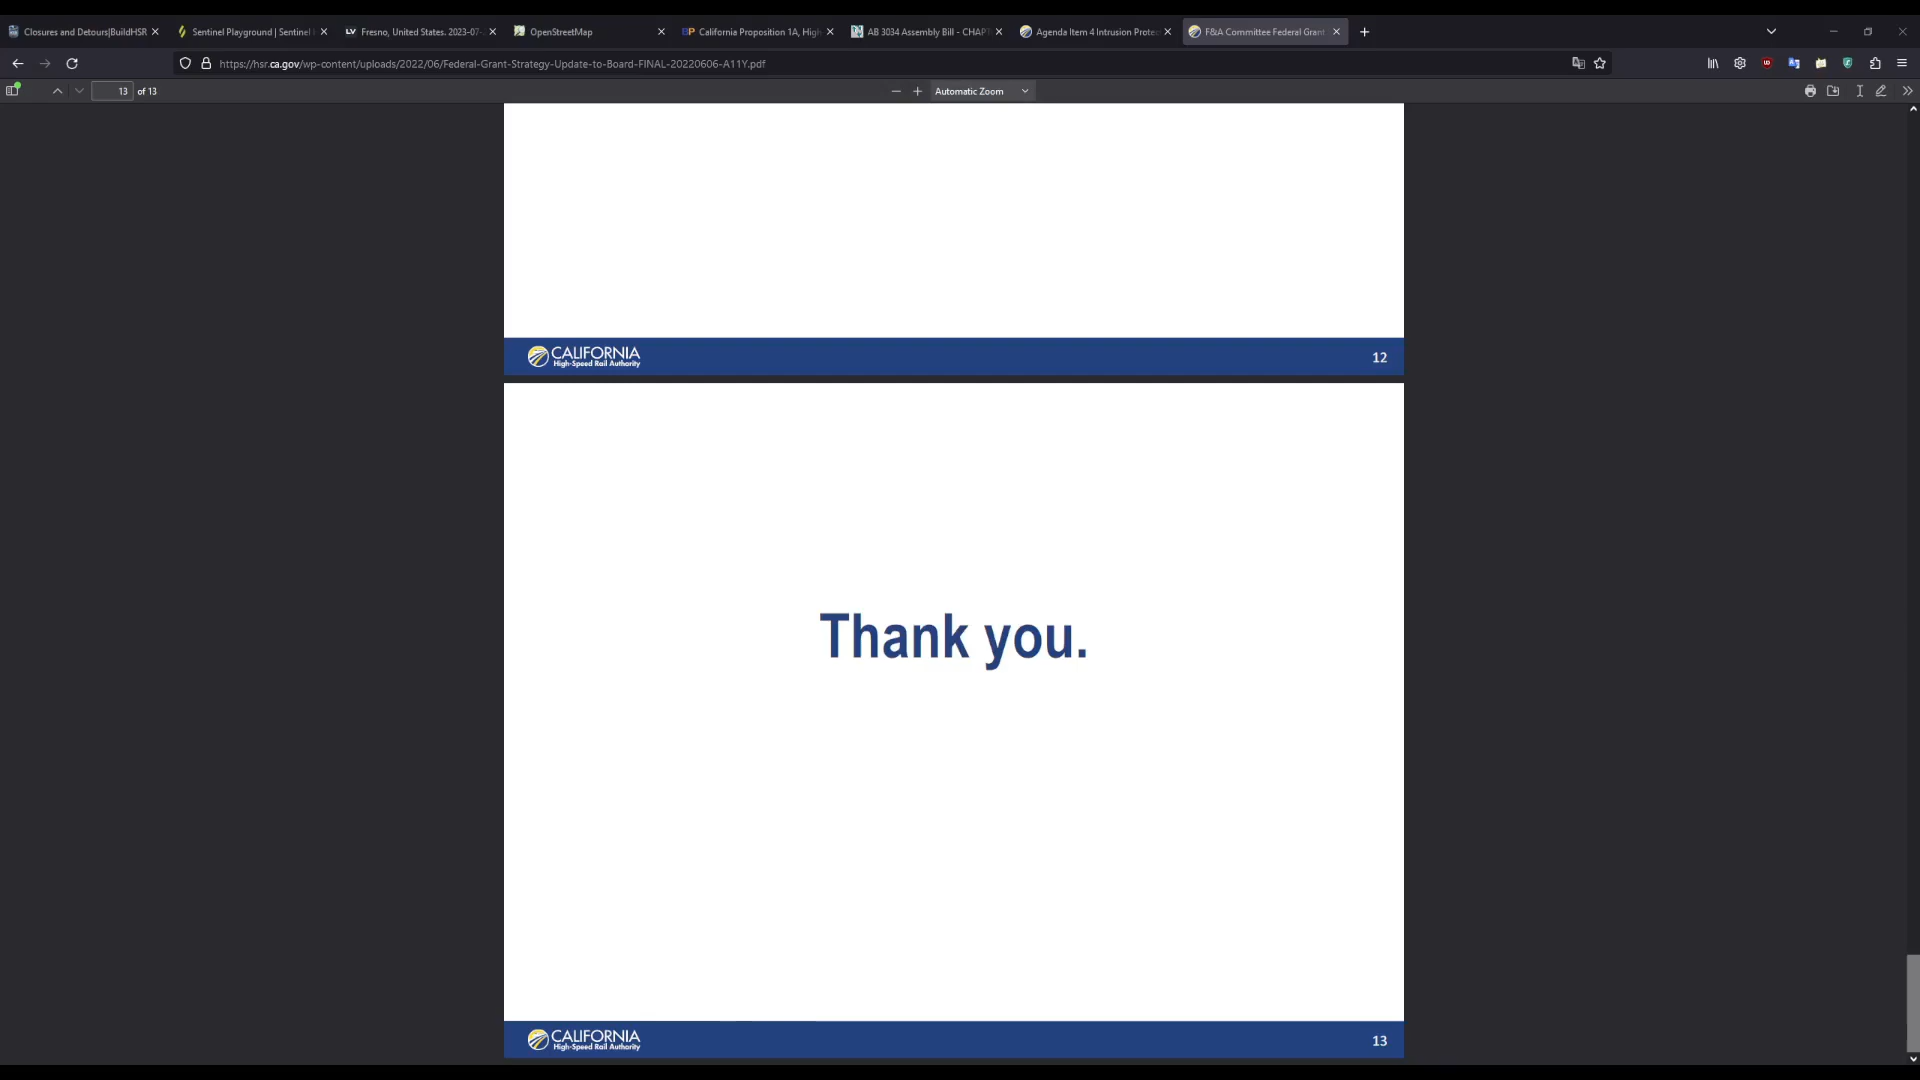 Closures and Detours|BuildHSR
Sentinel Playground | Sentinel
Fresno, United States. 2023-07-
OpenStreetMap
BP California Proposition 1A, High
AB 3034 Assembly Bill - CHAPT
Agenda Item 4 Intrusion Protec
F&A Committee Federal Grant
https://hsr.ca.gov/wp-content/uploads/2022/06/Federal-Grant-Strategy-Update-to-Board-FINAL-20220606-A11Y.pdf
13 of 13
Automatic Zoom
CALIFORNIA
High-Speed Rail Authority
12
Thank you.
CALIFORNIA
High-Speed Rail Authority
13